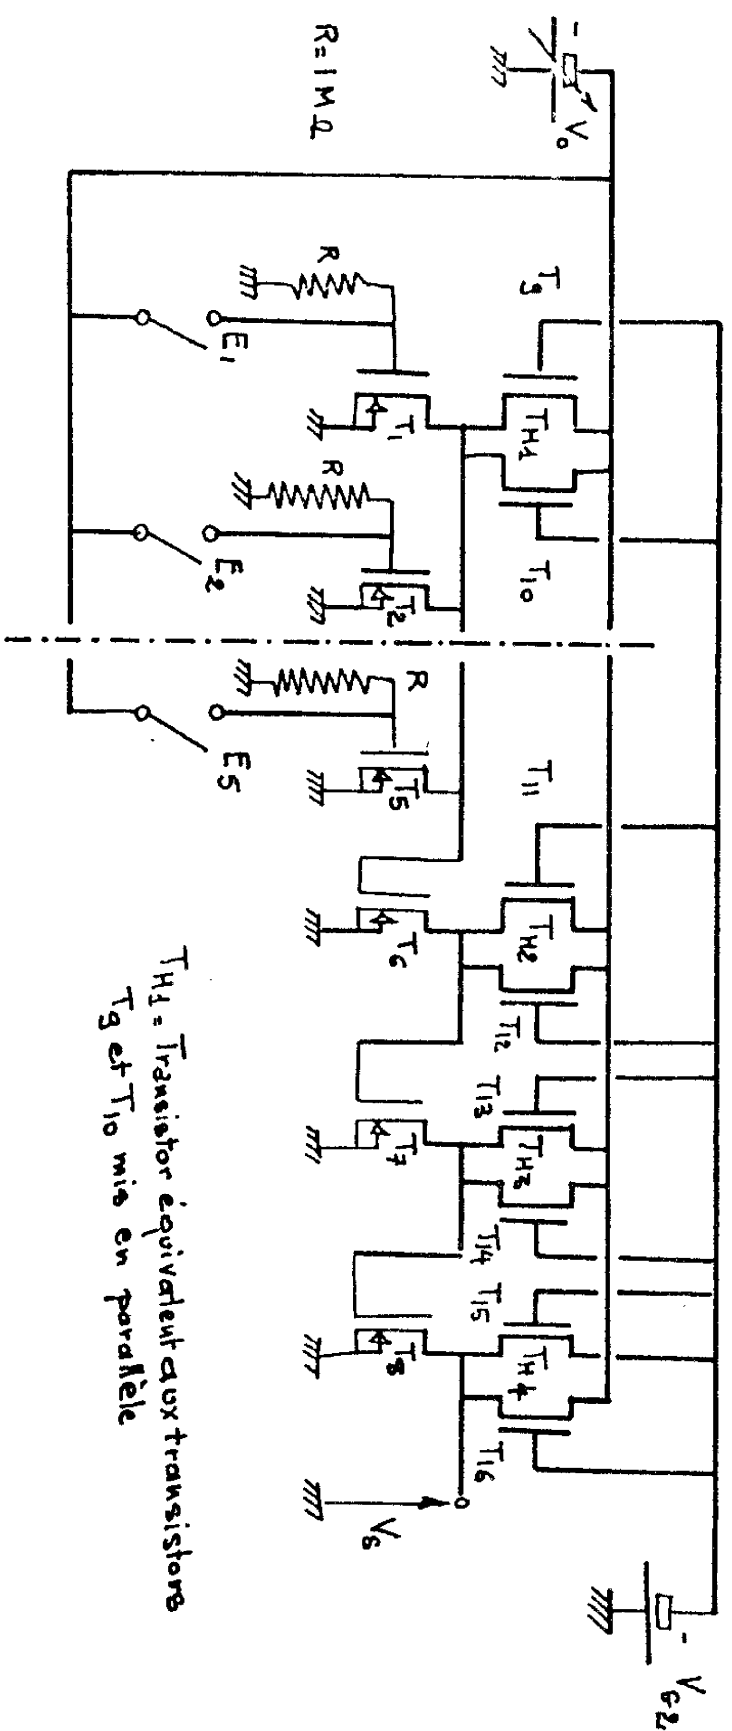 R = 1 M Ω
-
V₀
T9
TH1
T10
R
E1
T1
R
E2
T2
R
E5
T5
T11
TH2
T12
T6
T13
TH3
T14
T7
T15
TH4
T16
T8
VS
-
VG2
TH1 = Transistor équivalent aux transistors
T9 et T10 mis en parallèle